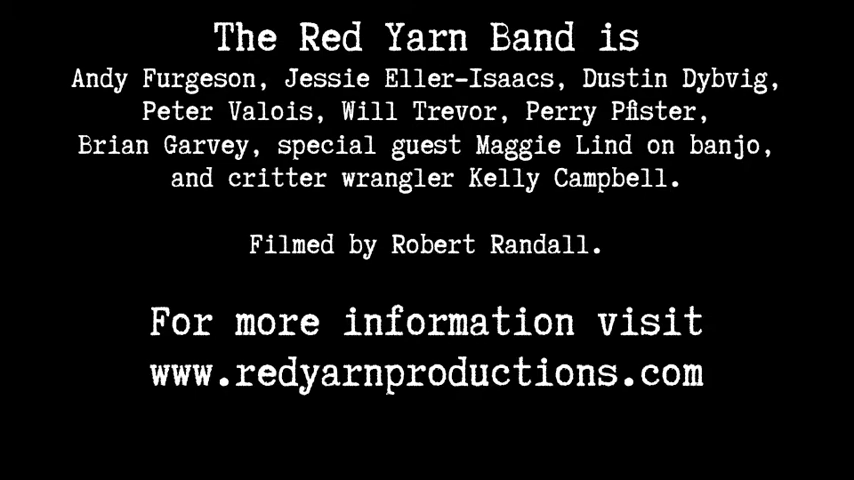 The Red Yarn Band is
Andy Furgeson, Jessie Eller-Isaacs, Dustin Dybvig,
Peter Valois, Will Trevor, Perry Pfister,
Brian Garvey, special guest Maggie Lind on banjo,
and critter wrangler Kelly Campbell.
Filmed by Robert Randall.
For more information visit
www.redyarnproductions.com